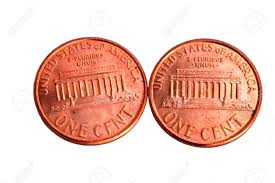 UNITED STATES OF AMERICA
E·PLURIBUS
UNUM
ONE CENT
UNITED STATES OF AMERICA
E·PLURIBUS
UNUM
ONE CENT